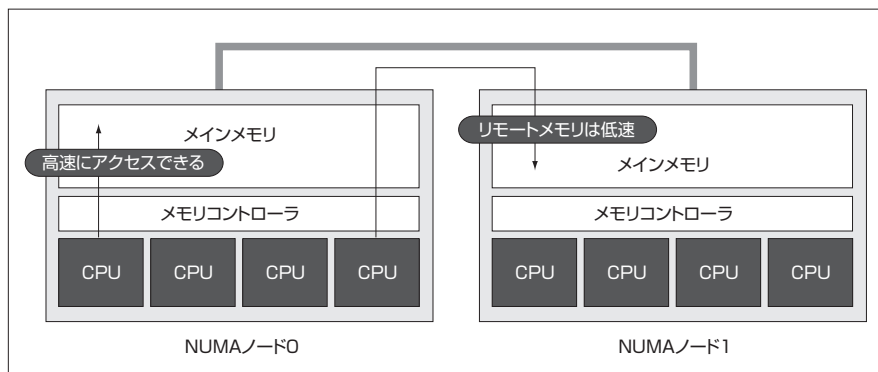 メインメモリ
高速にアクセスできる
メモリコントローラ
CPU CPU CPU CPU
NUMAノード0
リモートメモリは低速
メインメモリ
メモリコントローラ
CPU CPU CPU CPU
NUMAノード1